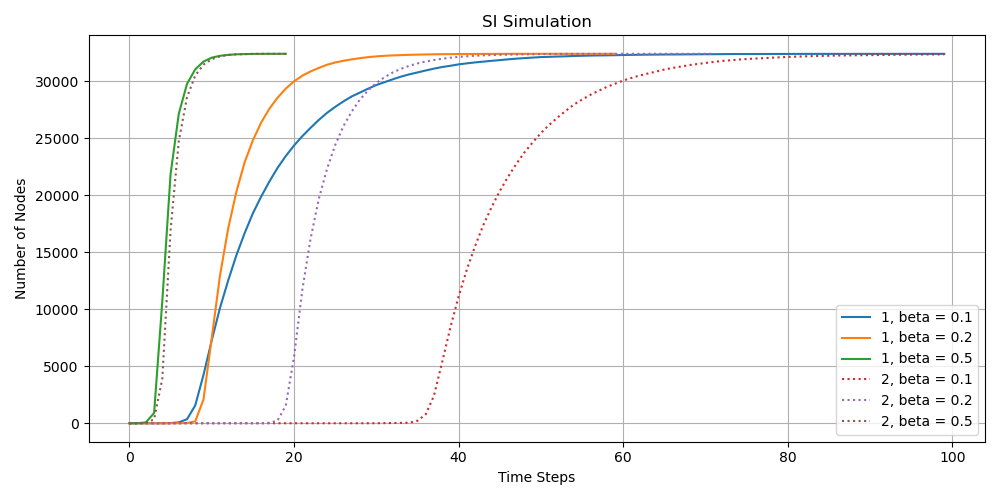 SI Simulation
Number of Nodes
30000
25000
20000
15000
10000
5000
0
0 20 40 60 80 100
Time Steps
1, beta = 0.1
1, beta = 0.2
1, beta = 0.5
2, beta = 0.1
2, beta = 0.2
2, beta = 0.5